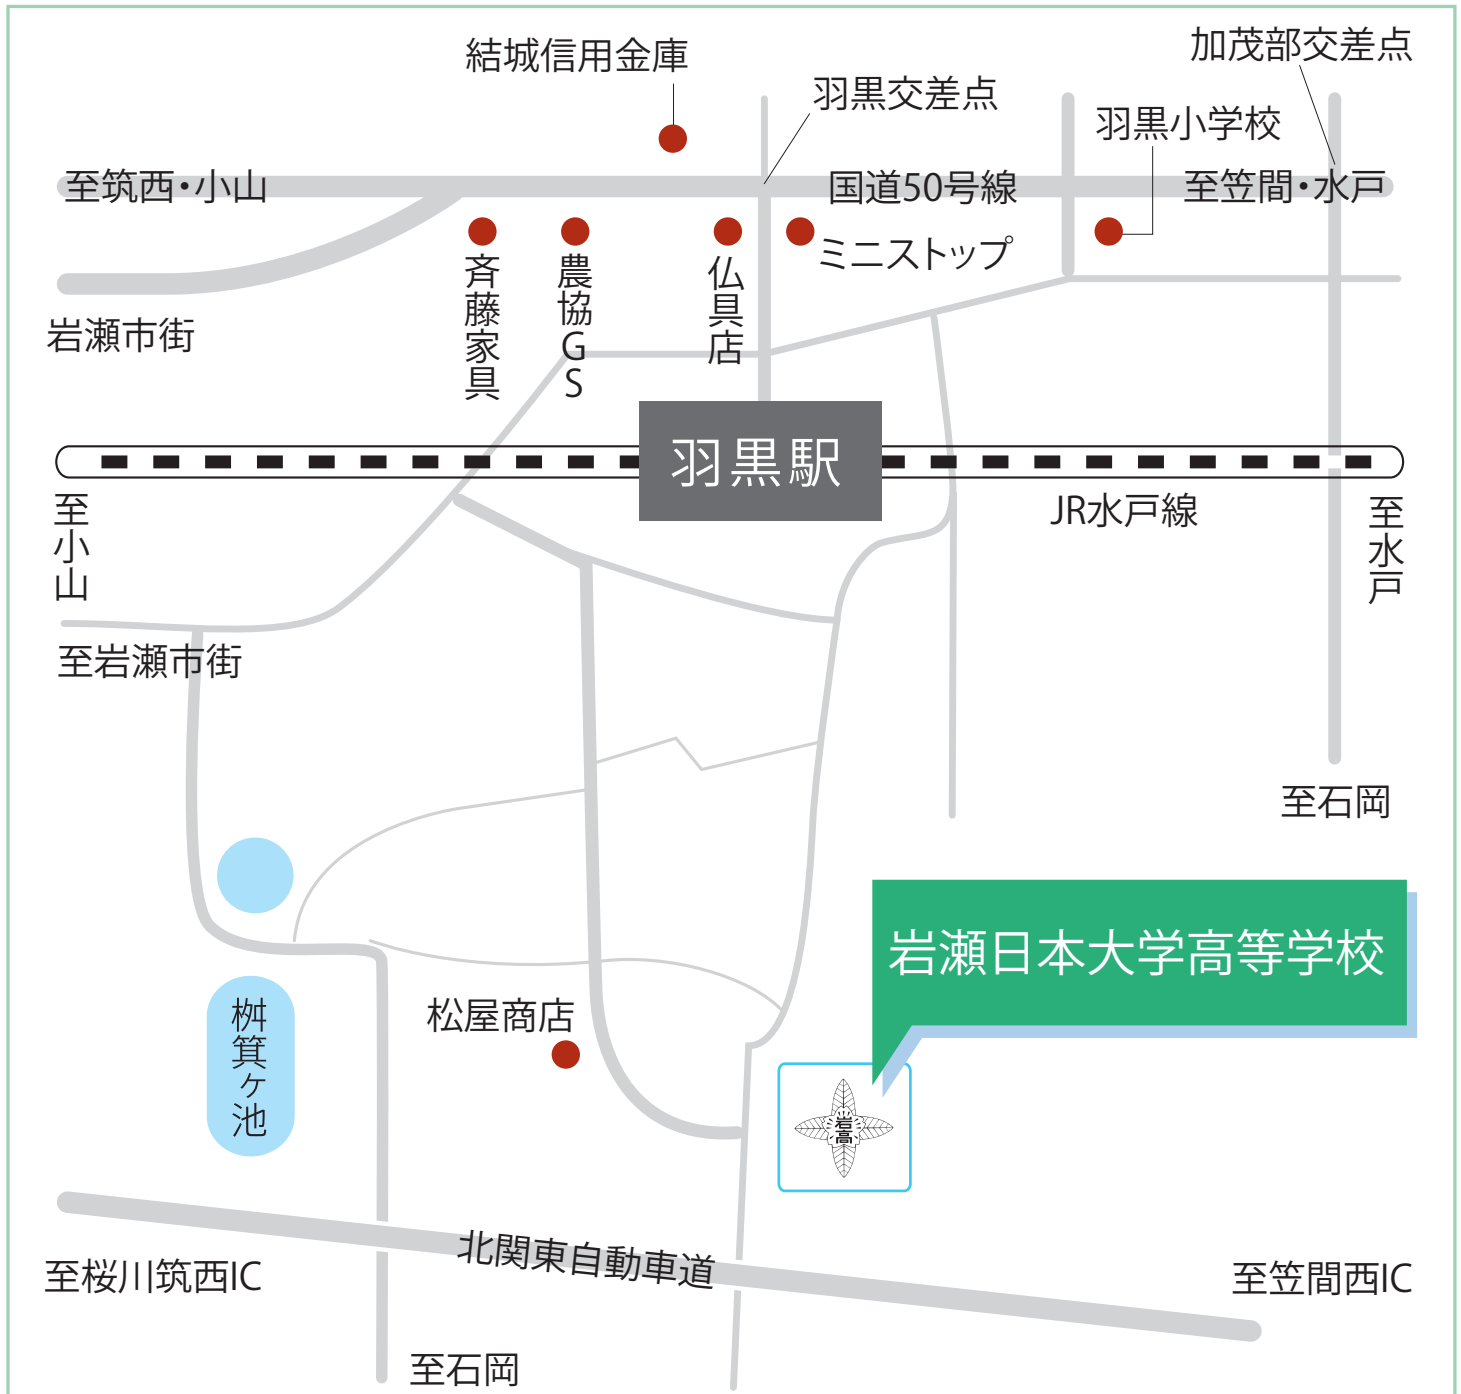 結城信用金庫
加茂部交差点
羽黒交差点
羽黒小学校
至筑西・小山
国道50号線
至笠間・水戸
ミニストップ
斉藤家具
農協GS
仏具店
岩瀬市街
羽黒駅
JR水戸線
至小山
至水戸
至岩瀬市街
至石岡
岩瀬日本大学高等学校
桝箕ヶ池
松屋商店
岩高
北関東自動車道
至桜川筑西IC
至笠間西IC
至石岡